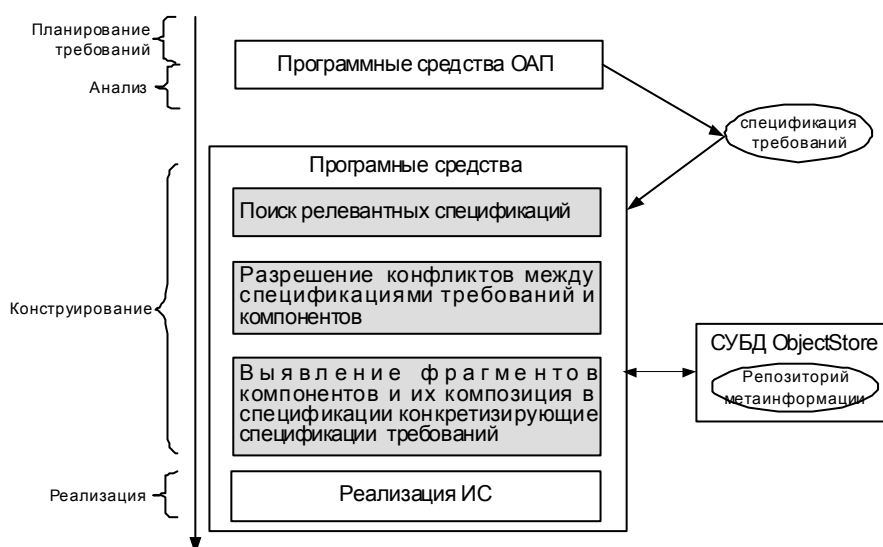 Планирование
требований
Анализ
Программные средства ОАП
спецификация
требований
Програмные средства
Поиск релевантных спецификаций
Разрешение конфликтов между
спецификациями требований и
компонентов
Конструирование
Выявление фрагментов
компонентов и их композиция в
спецификации конкретизирующие
спецификации требований
СУБД ObjectStore
Репозиторий
метаинформации
Реализация
Реализация ИС